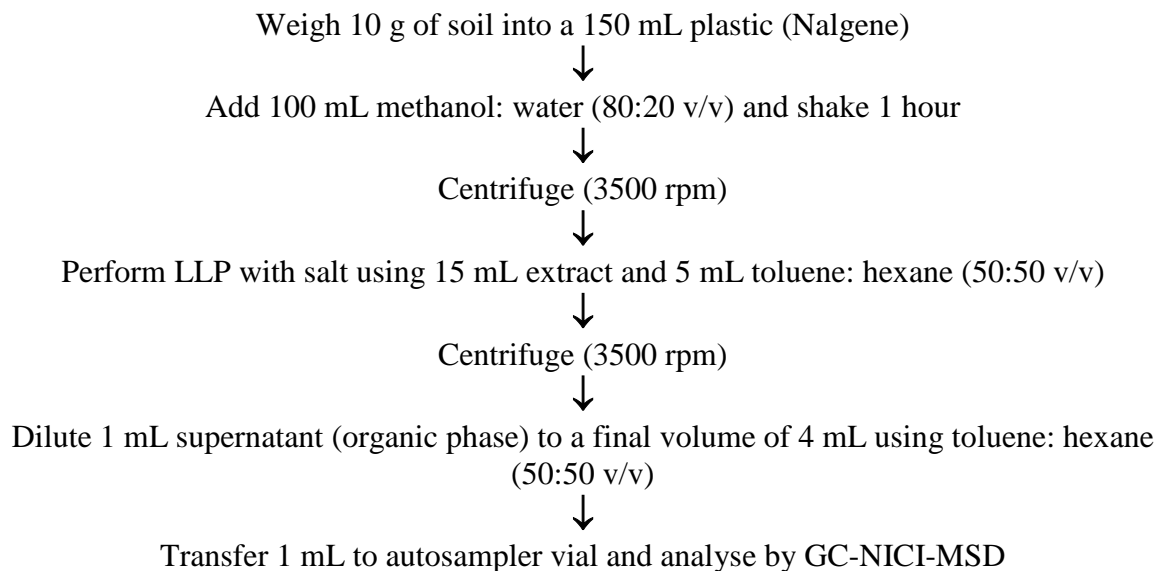 Weigh 10 g of soil into a 150 mL plastic (Nalgene)
↓
Add 100 mL methanol: water (80:20 v/v) and shake 1 hour
↓
Centrifuge (3500 rpm)
↓
Perform LLP with salt using 15 mL extract and 5 mL toluene: hexane (50:50 v/v)
↓
Centrifuge (3500 rpm)
↓
Dilute 1 mL supernatant (organic phase) to a final volume of 4 mL using toluene: hexane
(50:50 v/v)
↓
Transfer 1 mL to autosampler vial and analyse by GC-NICI-MSD